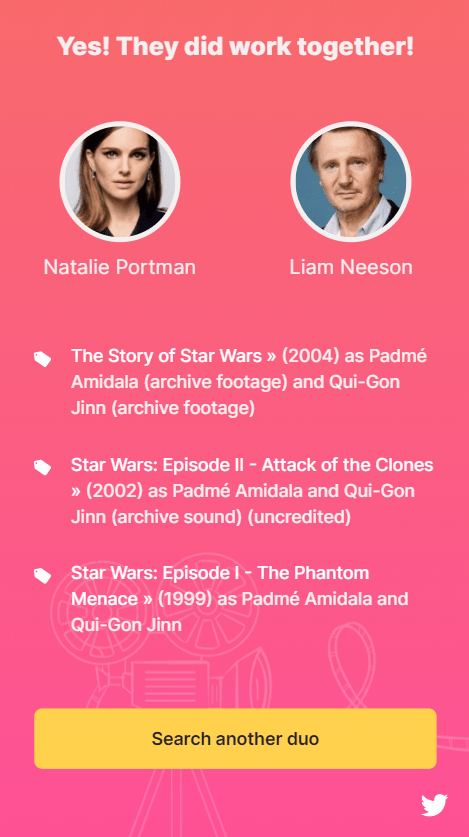 Yes! They did work together!
Natalie Portman
Liam Neeson
The Story of Star Wars » (2004) as Padmé
Amidala (archive footage) and Qui-Gon
Jinn (archive footage)
Star Wars: Episode II - Attack of the Clones
» (2002) as Padmé Amidala and Qui-Gon
Jinn (archive sound) (uncredited)
Star Wars: Episode I - The Phantom
Menace » (1999) as Padmé Amidala and
Qui-Gon Jinn
Search another duo